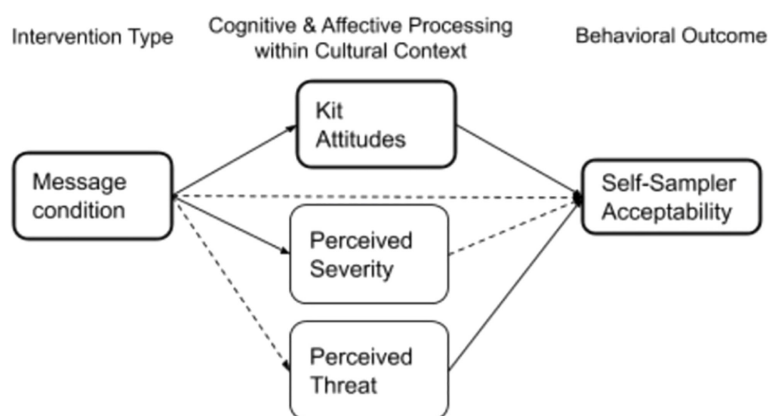 Intervention Type
Cognitive & Affective Processing
within Cultural Context
Behavioral Outcome
Kit
Attitudes
Message
condition
Self-Sampler
Acceptability
Perceived
Severity
Perceived
Threat